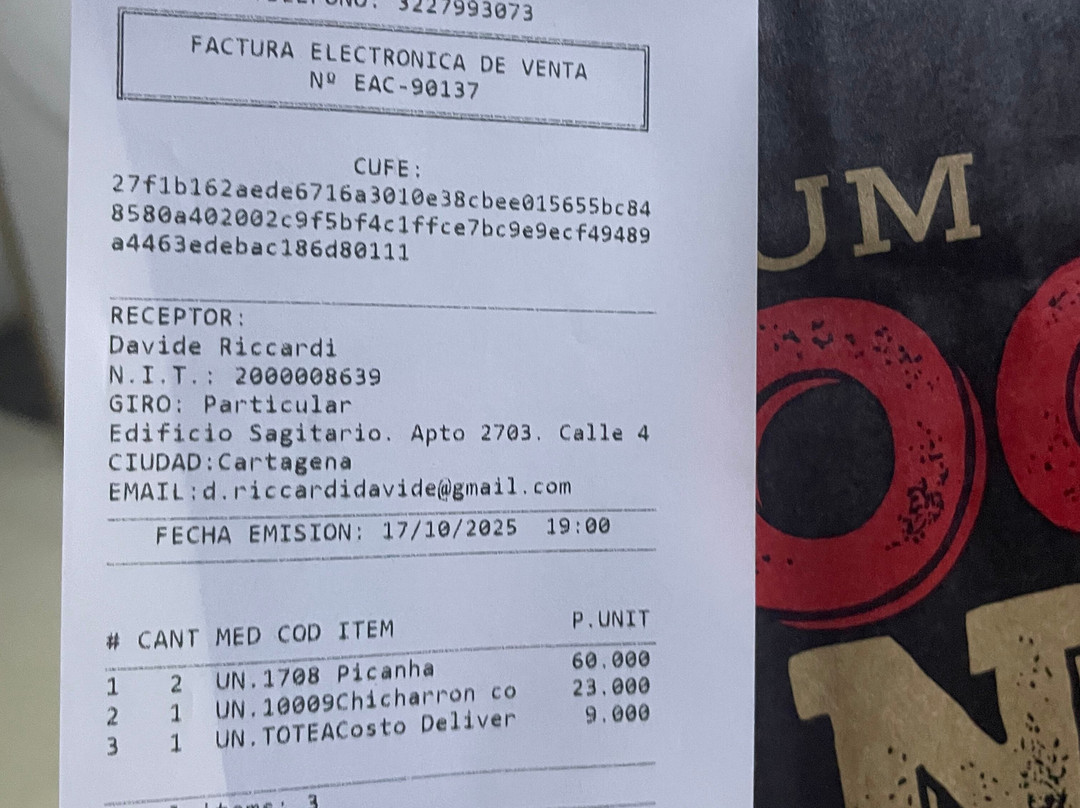 3227993073
FACTURA ELECTRONICA DE VENTA
Nº EAC-90137
CUFE:
27f1b162aede6716a3010e38cbee015655bc84
8580a402002c9f5bf4c1ffce7bc9e9ecf49489
a4463edebac186d80111
RECEPTOR:
Davide Riccardi
N.I.T.: 2000008639
GIRO: Particular
Edificio Sagitario. Apto 2703. Calle 4
CIUDAD:Cartagena
EMAIL:d.riccardidavide@gmail.com
FECHA EMISION: 17/10/2025 19:00
# CANT MED COD ITEM P.UNIT
1 2 UN.1708 Picanha 60.000
2 1 UN.10009Chicharron co 23.000
3 1 UN.TOTEACosto Deliver 9.000
3
UM
OO
N